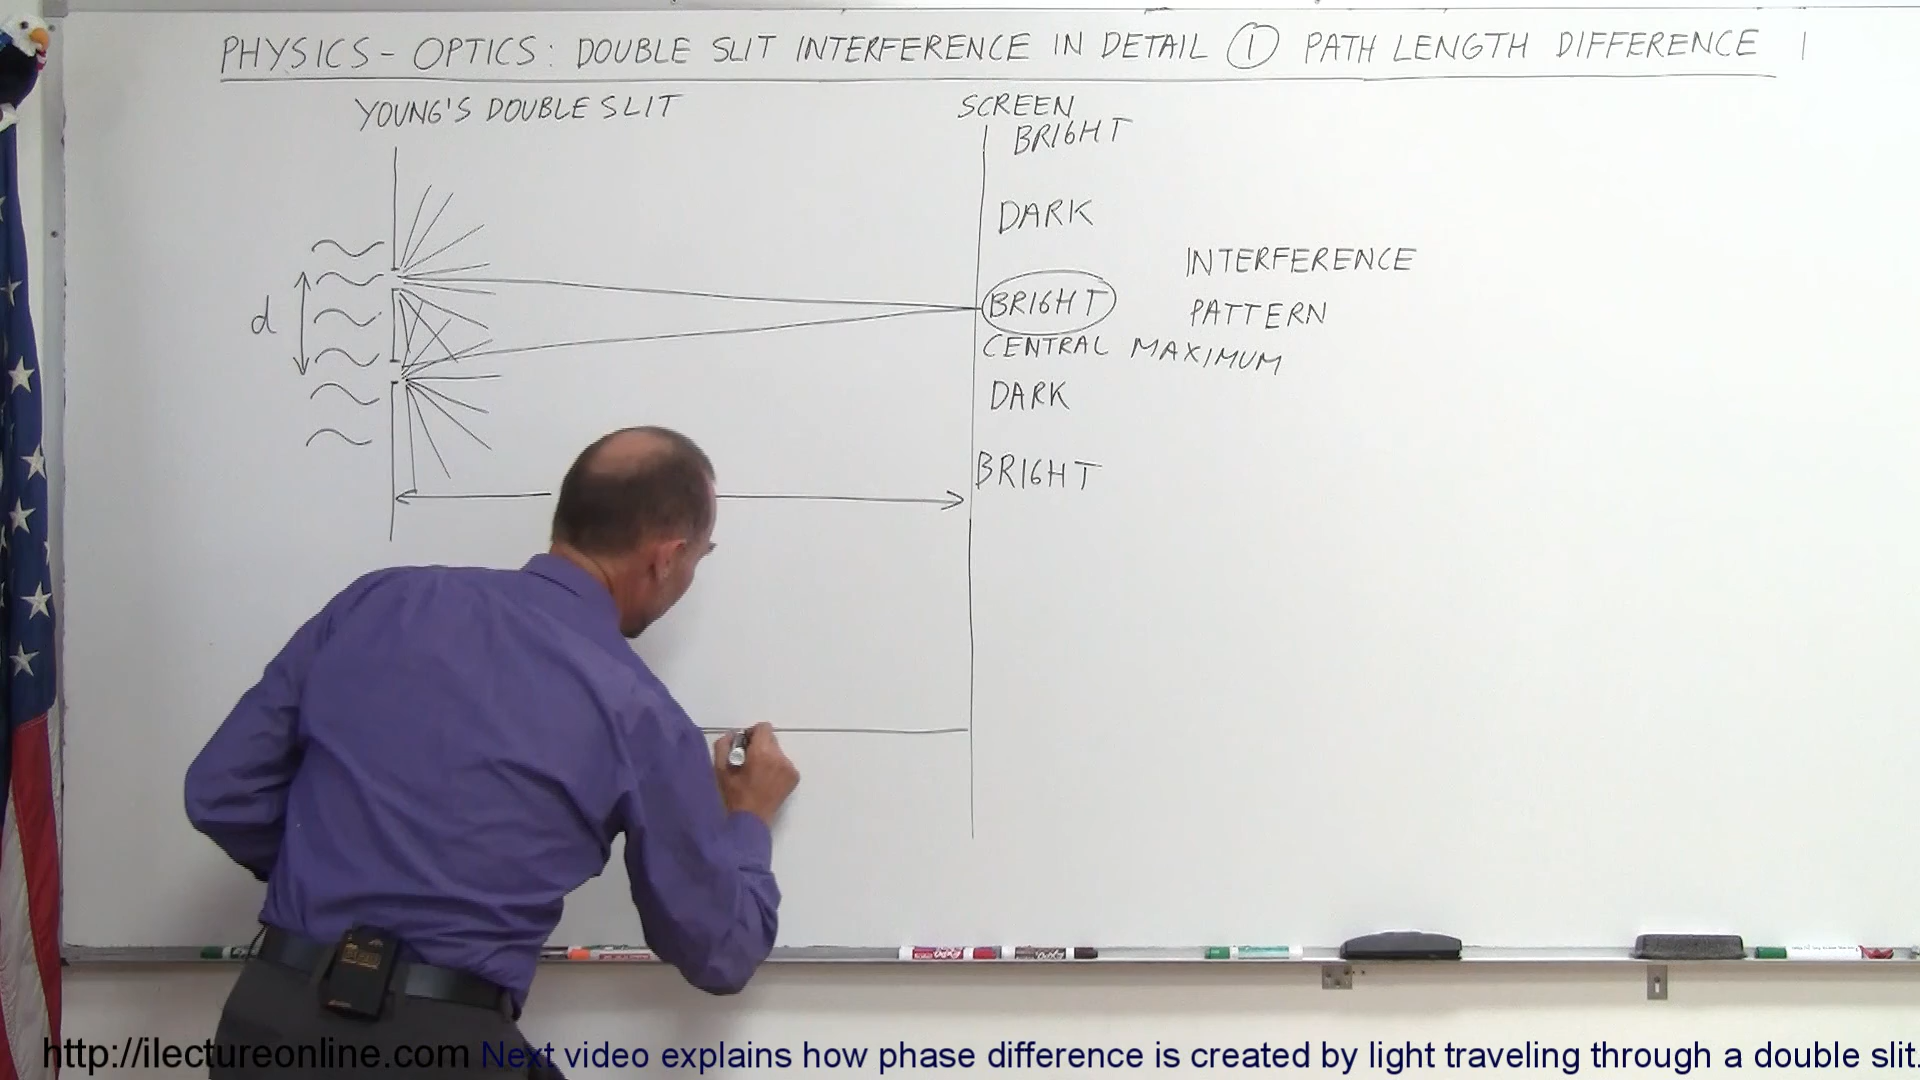 PHYSICS - OPTICS: DOUBLE SLIT INTERFERENCE IN DETAIL ① PATH LENGTH DIFFERENCE 1
YOUNG'S DOUBLE SLIT
SCREEN
BRIGHT
DARK
INTERFERENCE
d
BRIGHT
PATTERN
CENTRAL MAXIMUM
DARK
BRIGHT
http://ilectureonline.com Next video explains how phase difference is created by light traveling through a double slit.